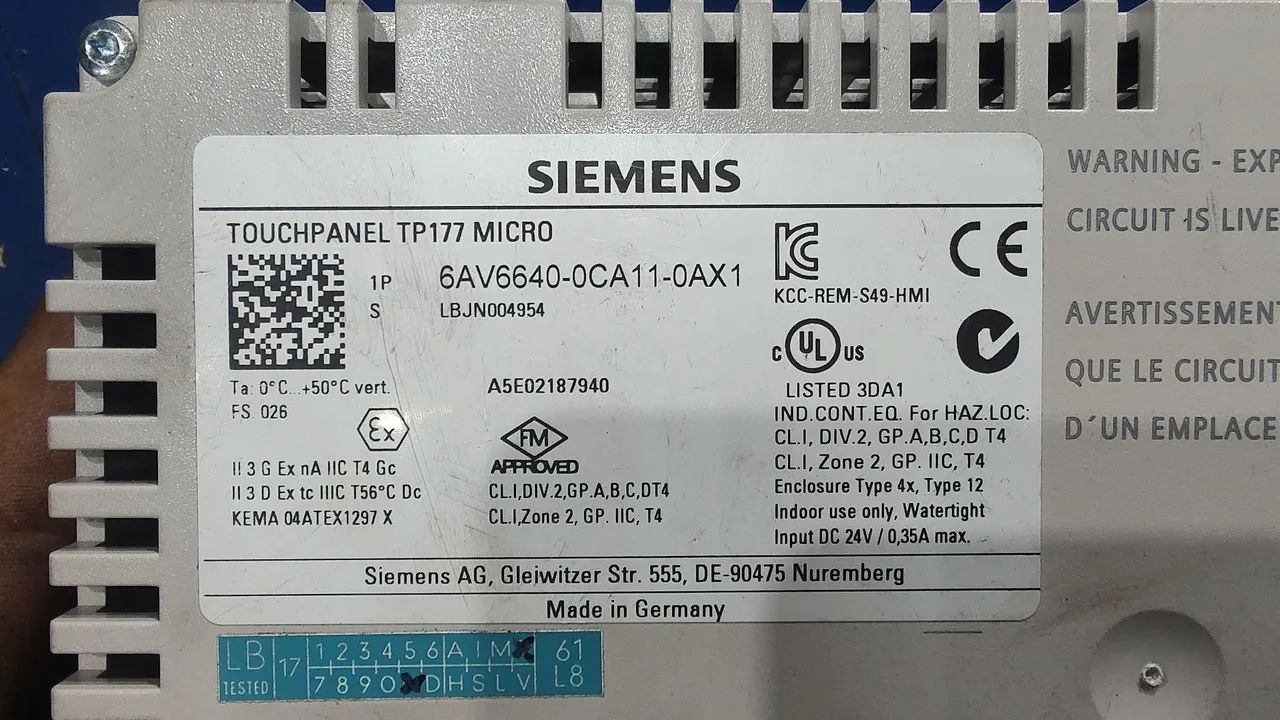 SIEMENS
TOUCHPANEL TP177 MICRO
1P 6AV6640-0CA11-0AX1
S LBJN004954
KCC-REM-S49-HMI
CE
C UL US
LISTED 3DA1
Ta: 0°C...+50°C vert. A5E02187940
FS. 026
Ex
FM
APPROVED
II 3 G Ex nA IIC T4 Gc
II 3 D Ex tc IIIC T56°C Dc
KEMA 04ATEX1297 X
CL.I,DIV.2,GP.A,B,C,DT4
CL.I,Zone 2, GP. IIC, T4
IND.CONT.EQ. For HAZ.LOC:
CL.I, DIV.2, GP.A,B,C,D T4
CL.I, Zone 2, GP. IIC, T4
Enclosure Type 4x, Type 12
Indoor use only, Watertight
Input DC 24V / 0,35A max.
Siemens AG, Gleiwitzer Str. 555, DE-90475 Nuremberg
Made in Germany
WARNING - EXP
CIRCUIT IS LIVE
AVERTISSEMENT
QUE LE CIRCUIT
D´UN EMPLACE
LB 17 1 2 3 4 5 6 A I M 61
TESTED 7 8 9 O D H S L V L8